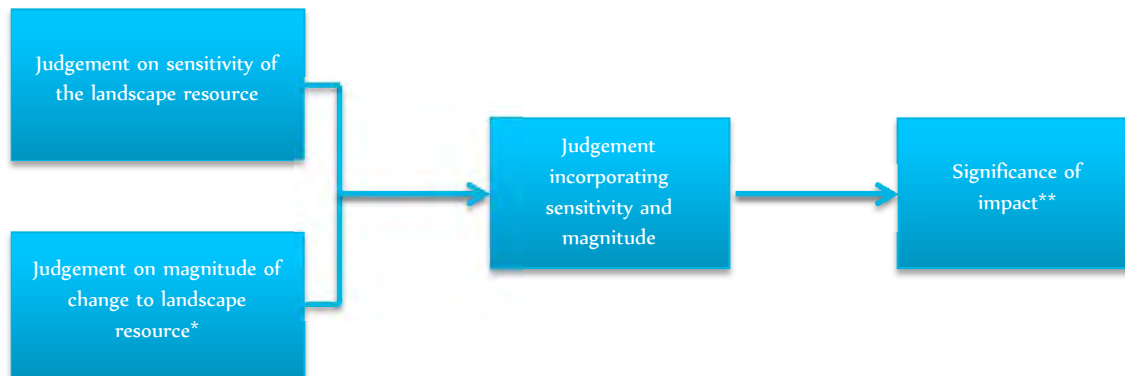 Judgement on sensitivity of
the landscape resource
Judgement on magnitude of
change to landscape
resource*
Judgement
incorporating
sensitivity and
magnitude
Significance of
impact**